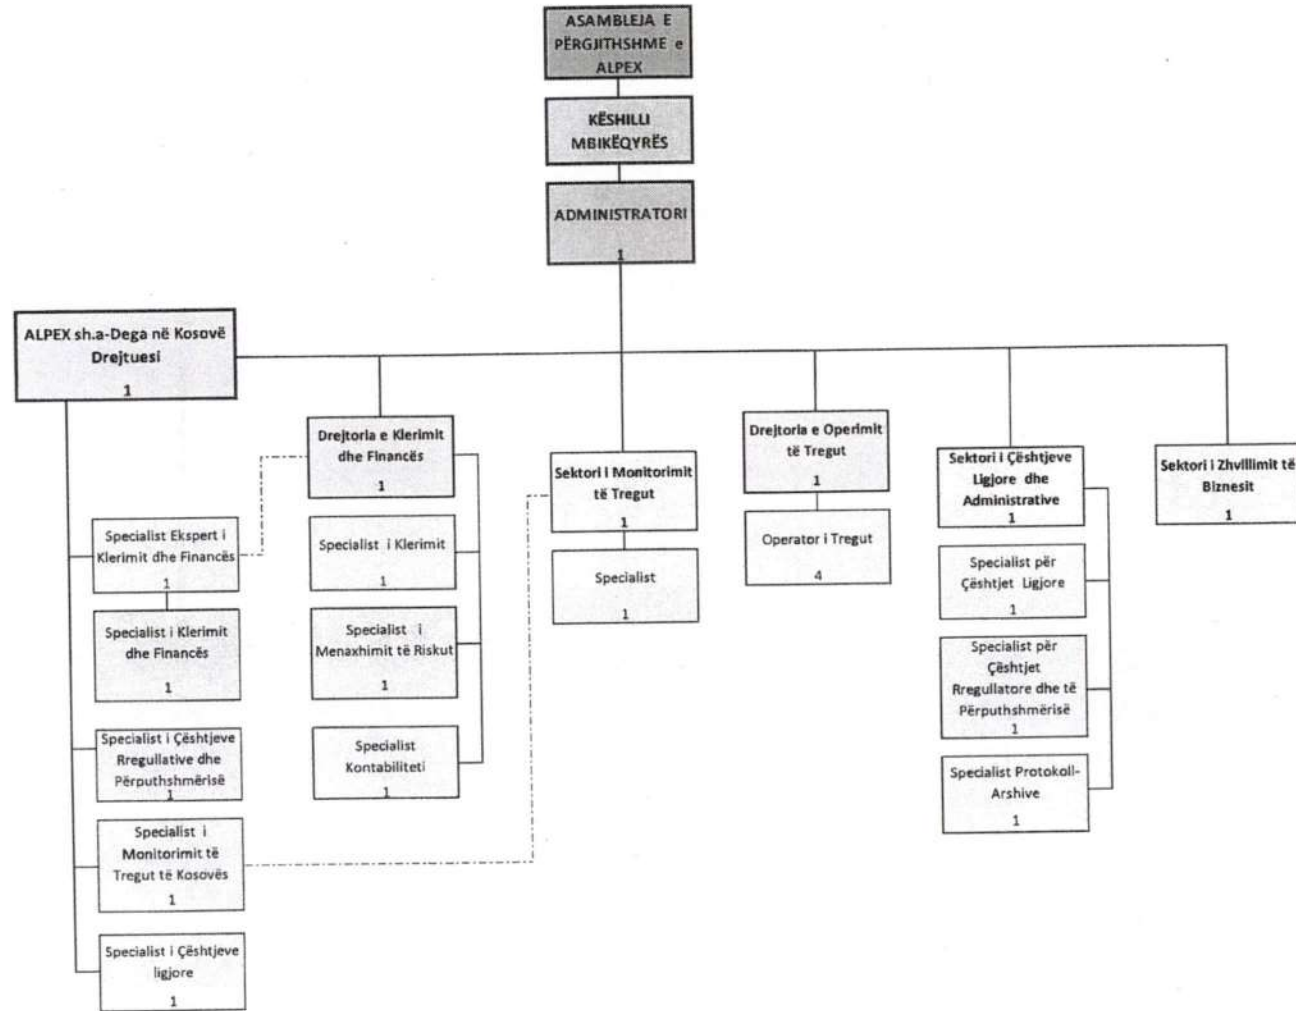 ASAMBLEJA E
PËRGJITHSHME e
ALPEX
KËSHILLI
MBIKËQYRËS
ADMINISTRATORI
1
ALPEX sh.a-Dega në Kosovë
Drejtuesi
1
Specialist Ekspert i
Klerimit dhe Financës
1
Specialist i Klerimit
dhe Financës
1
Specialist i Çështjeve
Rregullative dhe
Përputhshmërisë
1
Specialist i
Monitorimit të
Tregut të Kosovës
1
Specialist i Çështjeve
ligjore
1
Drejtoria e Klerimit
dhe Financës
1
Specialist i Klerimit
1
Specialist i
Menaxhimit të Riskut
1
Specialist
Kontabiliteti
1
Sektori i Monitorimit
të Tregut
1
Specialist
1
Drejtoria e Operimit
të Tregut
1
Operator i Tregut
4
Sektori i Çështjeve
Ligjore dhe
Administrative
1
Specialist për
Çështjet Ligjore
1
Specialist për
Çështjet
Rregullatore dhe të
Përputhshmërisë
1
Specialist Protokoll-
Arshive
1
Sektori i Zhvillimit të
Biznesit
1